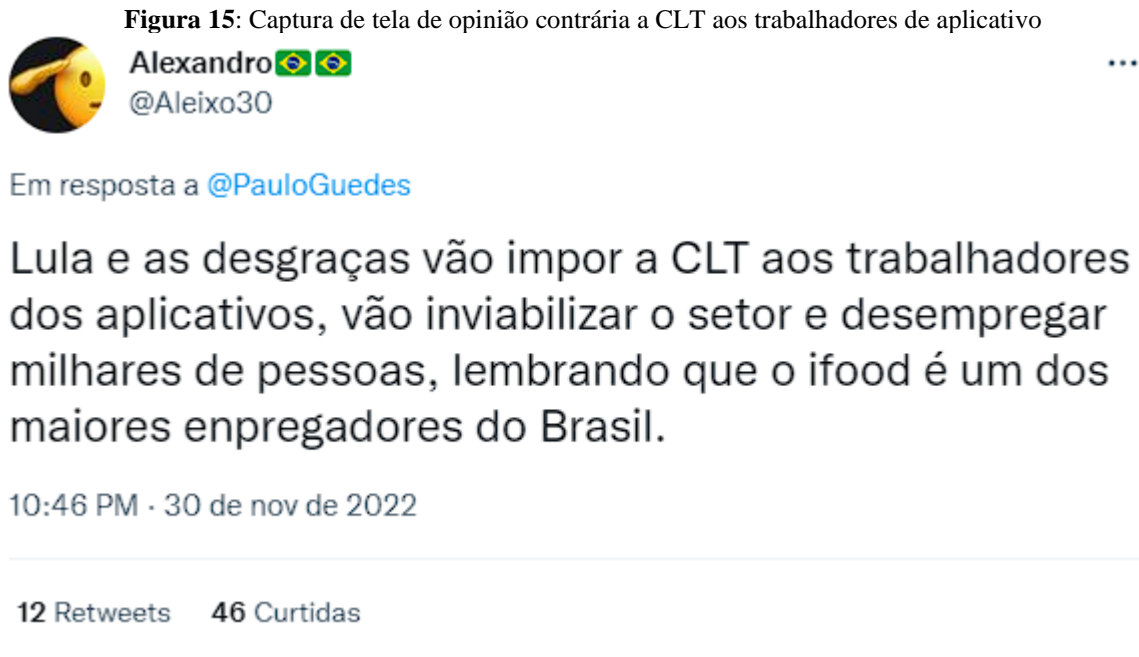 Figura 15: Captura de tela de opinião contrária a CLT aos trabalhadores de aplicativo
Alexandro🇧🇷🇧🇷
@Aleixo30
Em resposta a @PauloGuedes
Lula e as desgraças vão impor a CLT aos trabalhadores
dos aplicativos, vão inviabilizar o setor e desempregar
milhares de pessoas, lembrando que o ifood é um dos
maiores enpregadores do Brasil.
10:46 PM · 30 de nov de 2022
12 Retweets 46 Curtidas